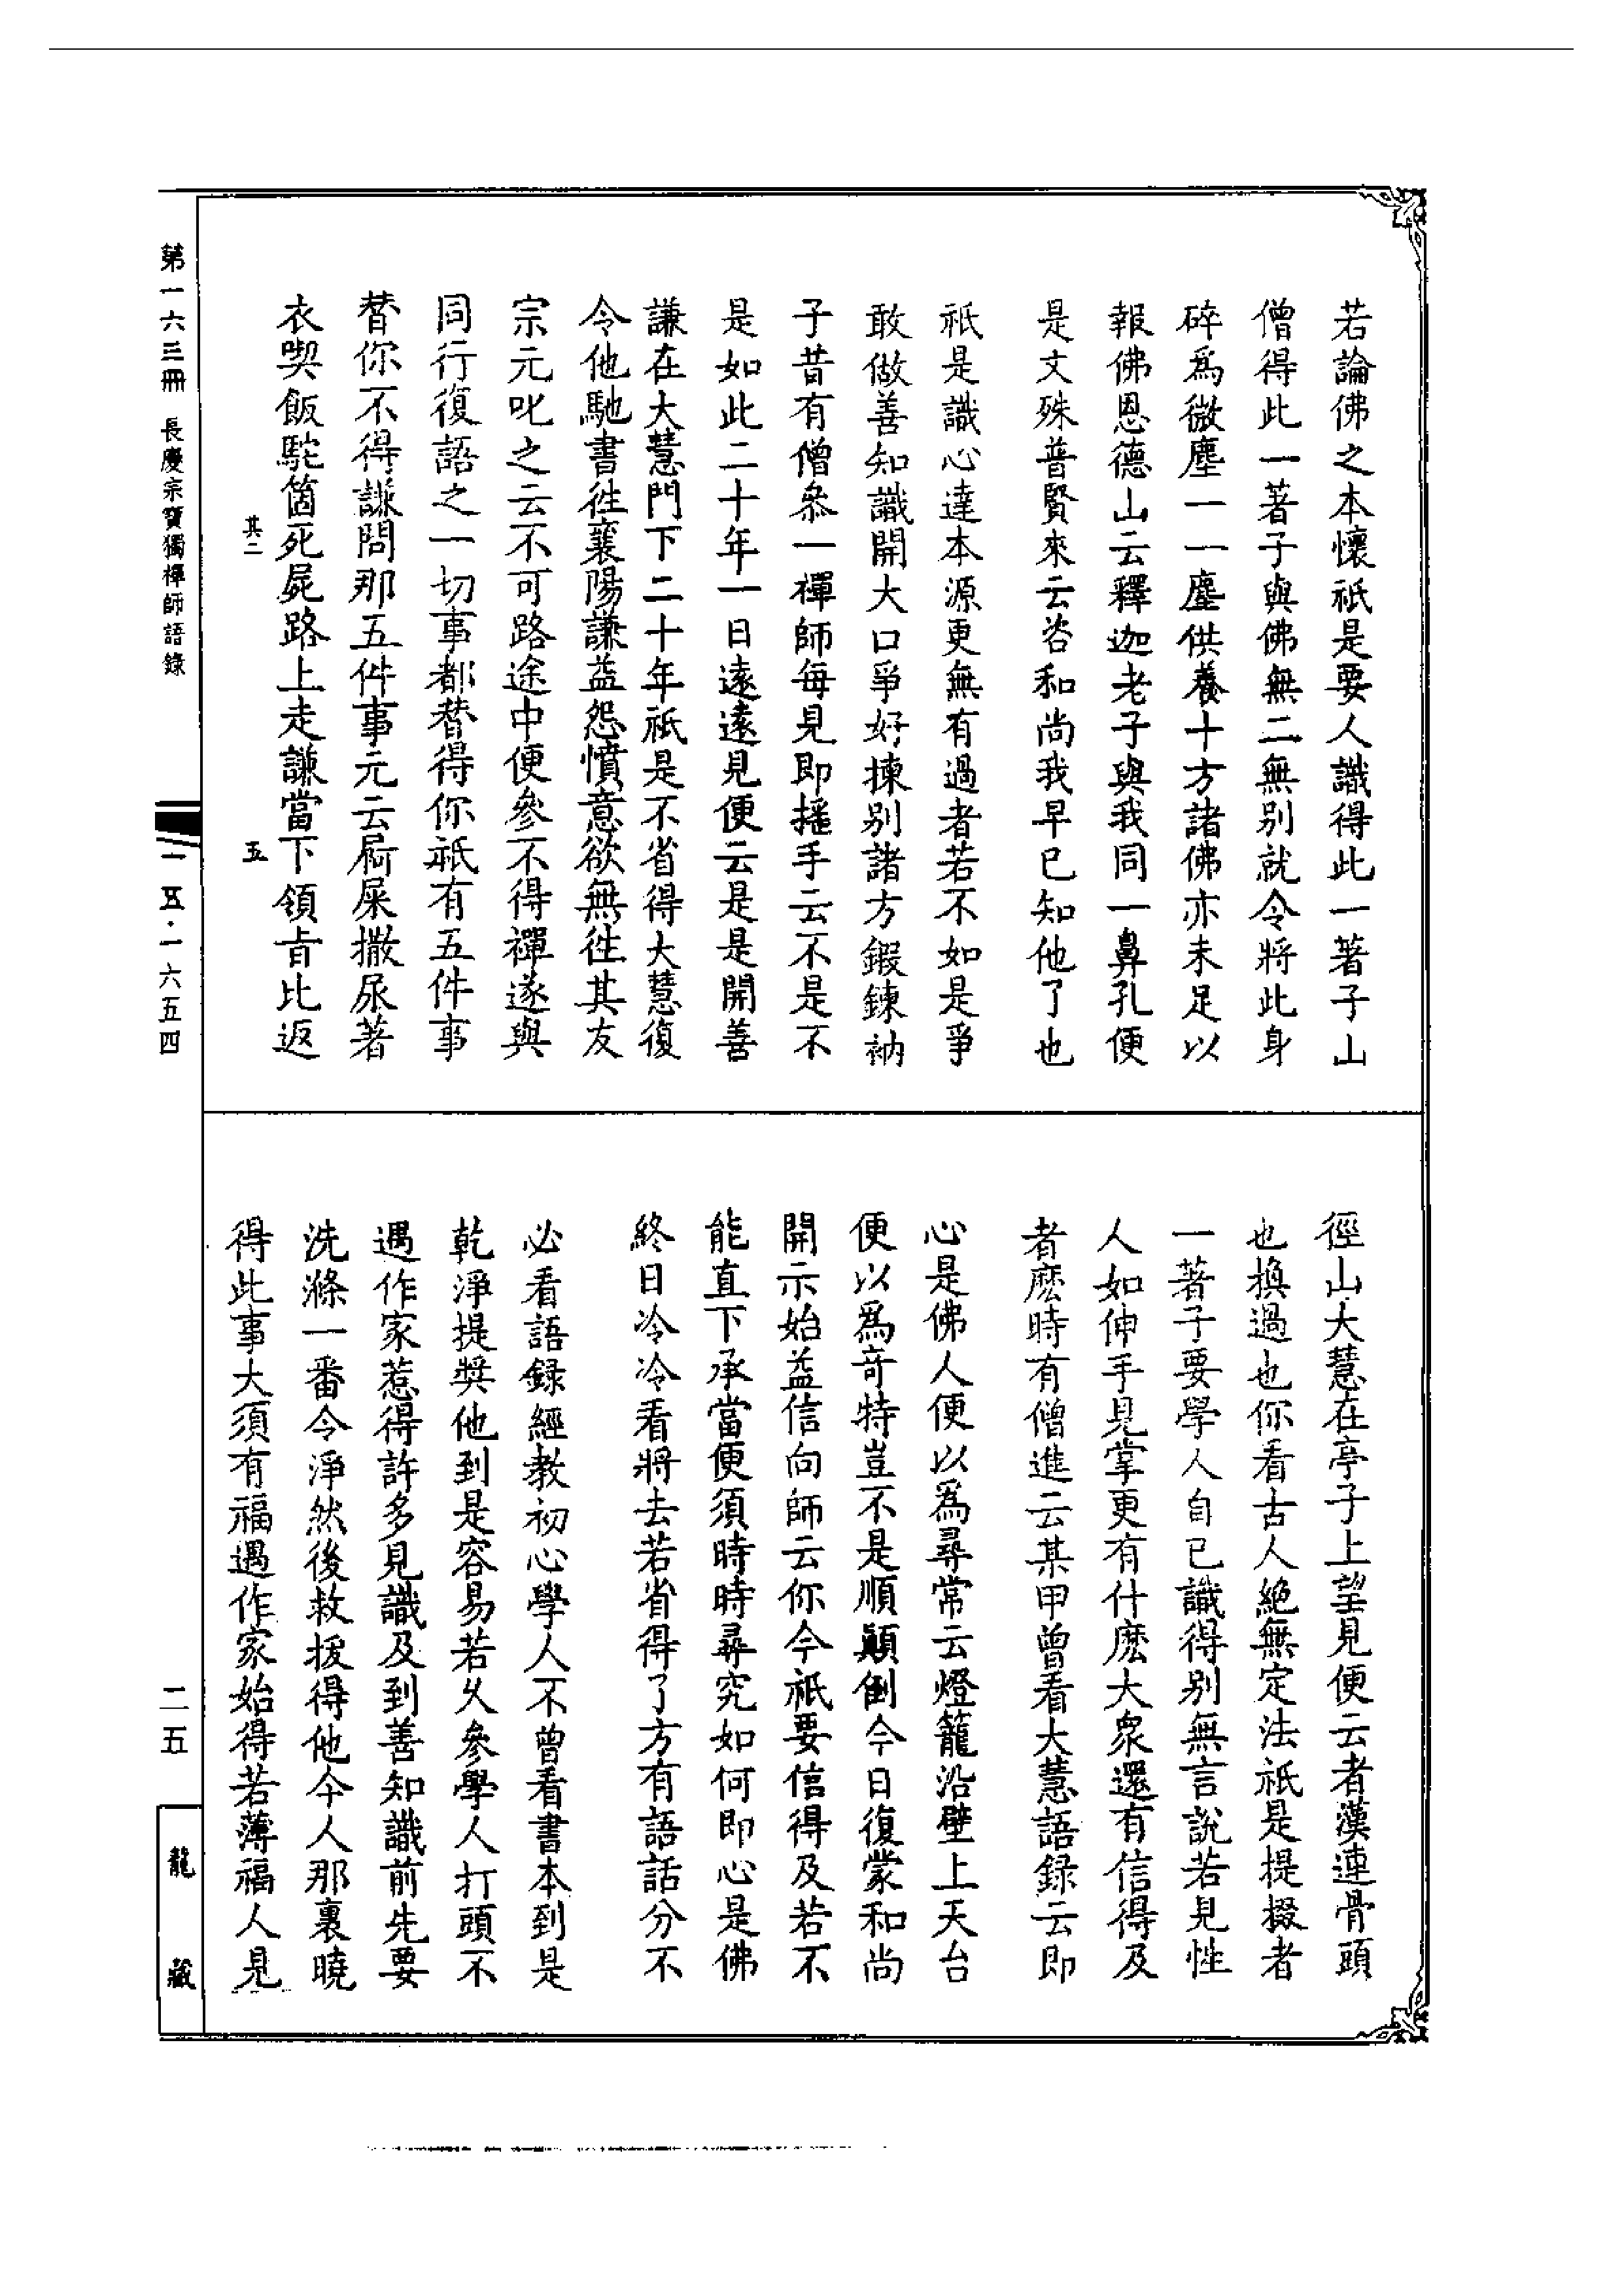 若論佛之本懷祇是要人識得此一著子山
僧得此一著子與佛無二無別就令將此身
碎爲微塵一一塵供養十方諸佛亦未足以
報佛恩德山云釋迦老子與我同一鼻孔便
是文殊普賢來云咨和尚我早已知他了也
祇是識心達本源更無有過者若不如是爭
敢做善知識開大口爭好揀别諸方鍜鍊衲
子昔有僧叅一禪師每見即搖手云不是不
是如此二十年一日遠遠見便云是是開善
謙在大慧門下二十年祇是不省得大慧復
令他馳書徃襄陽謙益怨憤意欲無徃其友
宗元叱之云不可路途中便參不得禪遂與
同行復語之一切事都替得你祇有五件事
替你不得謙問那五件事元云屙屎撒尿著
衣喫飯駝箇死屍路上走謙當下領旨比返
其二
五
徑山大慧在亭子上望見便云者漢連骨頭
也換過也你看古人絶無定法祇是提掇者
一著子要學人自已識得别無言說若見性
人如伸手見掌更有什麽大衆還有信得及
者麽時有僧進云某甲曾看大慧語録云即
心是佛人便以爲尋常云燈籠沿壁上天台
便以爲竒特豈不是順顚倒今日復蒙和尚
開示始益信向師云你今祇要信得及若不
能直下承當便須時時尋究如何即心是佛
終日冷冷看將去若省得了方有語話分不
必看語録經教初心學人不曾看書本到是
乾淨提獎他到是容易若乆參學人打頭不
遇作家惹得許多見識及到善知識前先要
洗滌一番令淨然後救拔得他今人那裏曉
得此事大須有福遇作家始得若薄福人見
第一六三冊 長慶宗寶獨禪師語錄
一五·一六五四
二五
龍藏